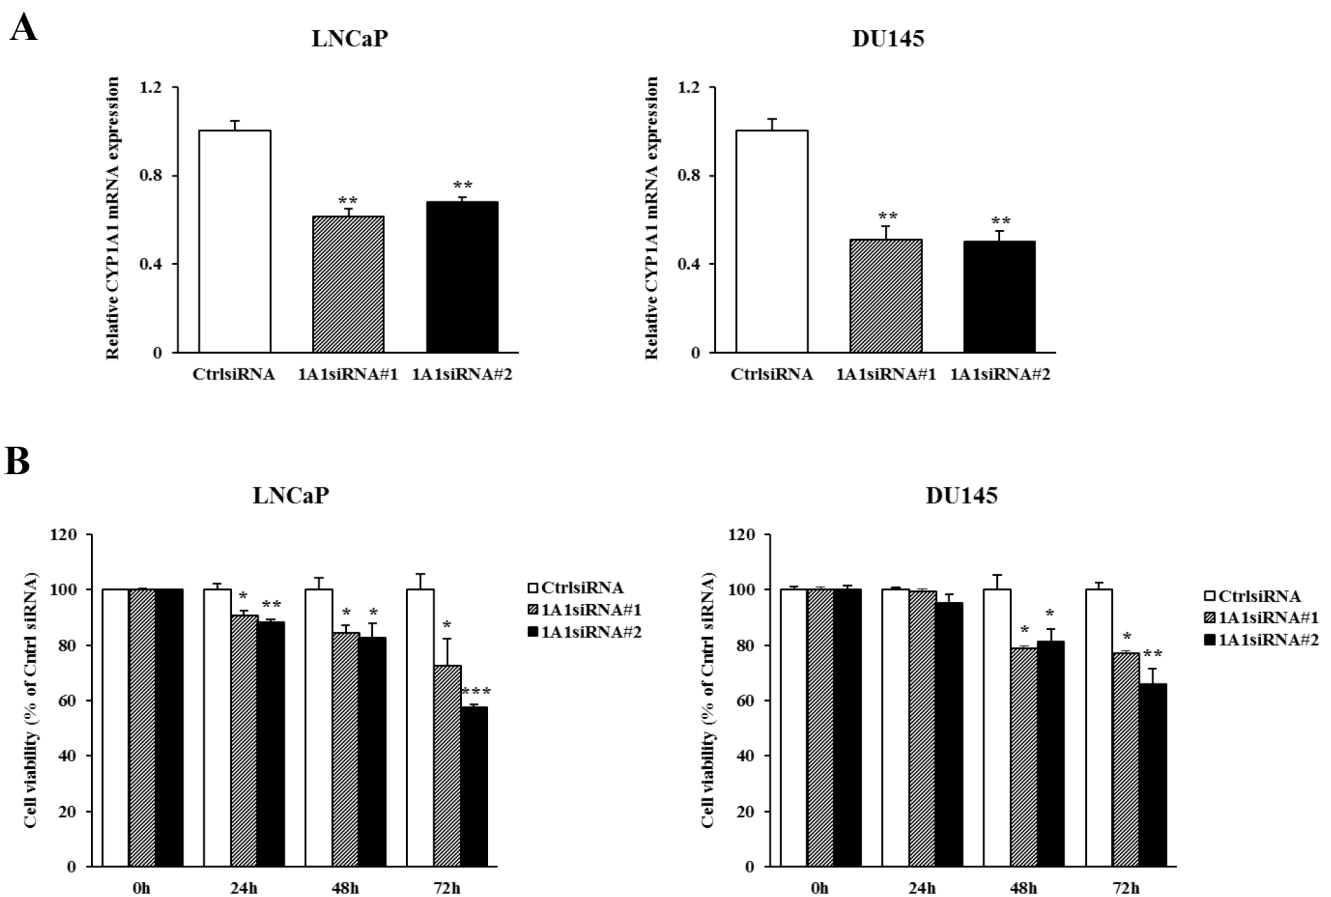 A
LNCaP
DU145
Relative CYP1A1 mRNA expression
1.2
0.8
0.4
0
**
**
CtrlsiRNA 1A1siRNA#1 1A1siRNA#2
Relative CYP1A1 mRNA expression
1.2
0.8
0.4
0
**
**
CtrlsiRNA 1A1siRNA#1 1A1siRNA#2
B
LNCaP
DU145
Cell viability (% of Cntrl siRNA)
120
100
80
60
40
20
0
* ** * * * ***
0h 24h 48h 72h
CtrlsiRNA
1A1siRNA#1
1A1siRNA#2
Cell viability (% of Cntrl siRNA)
120
100
80
60
40
20
0
* * * **
0h 24h 48h 72h
CtrlsiRNA
1A1siRNA#1
1A1siRNA#2